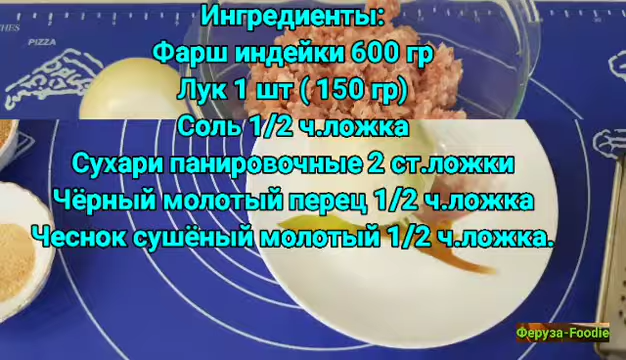 Ингредиенты:
PIZZA
Фарш индейки 600 гр
Лук 1 шт ( 150 гр)
Соль 1/2 ч.ложка
Сухари панировочные 2 ст.ложки
Чёрный молотый перец 1/2 ч.ложка
Чеснок сушёный молотый 1/2 ч.ложка.
Феруза-Foodie